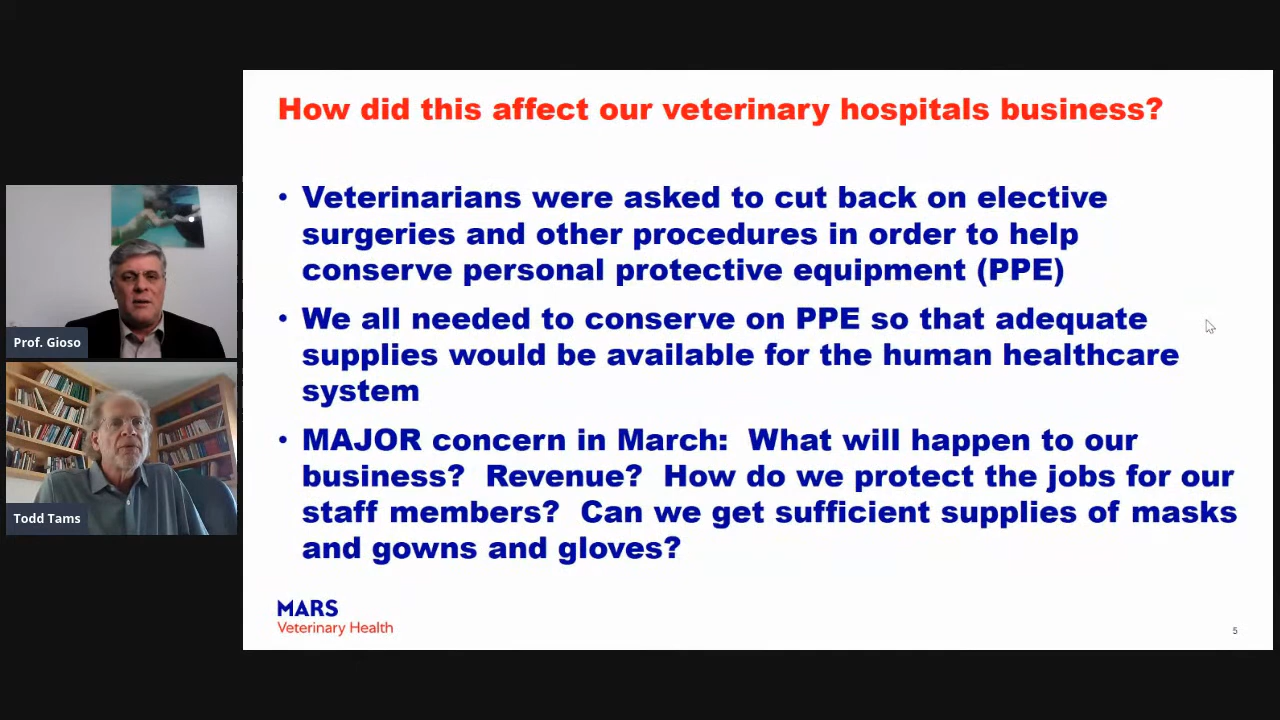 How did this affect our veterinary hospitals business?
• Veterinarians were asked to cut back on elective
surgeries and other procedures in order to help
conserve personal protective equipment (PPE)
• We all needed to conserve on PPE so that adequate
supplies would be available for the human healthcare
system
• MAJOR concern in March:  What will happen to our
business?  Revenue?  How do we protect the jobs for our
staff members?  Can we get sufficient supplies of masks
and gowns and gloves?
MARS
Veterinary Health
5
Prof. Gioso
Todd Tams